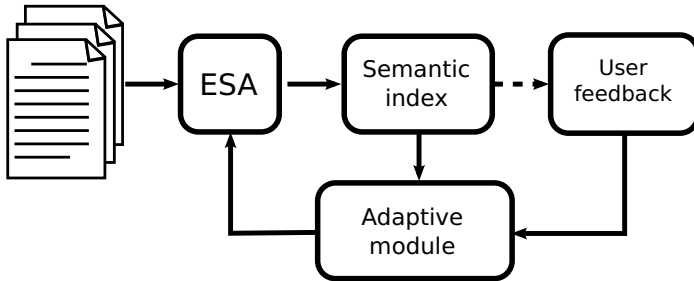 ESA
Semantic
index
User
feedback
Adaptive
module